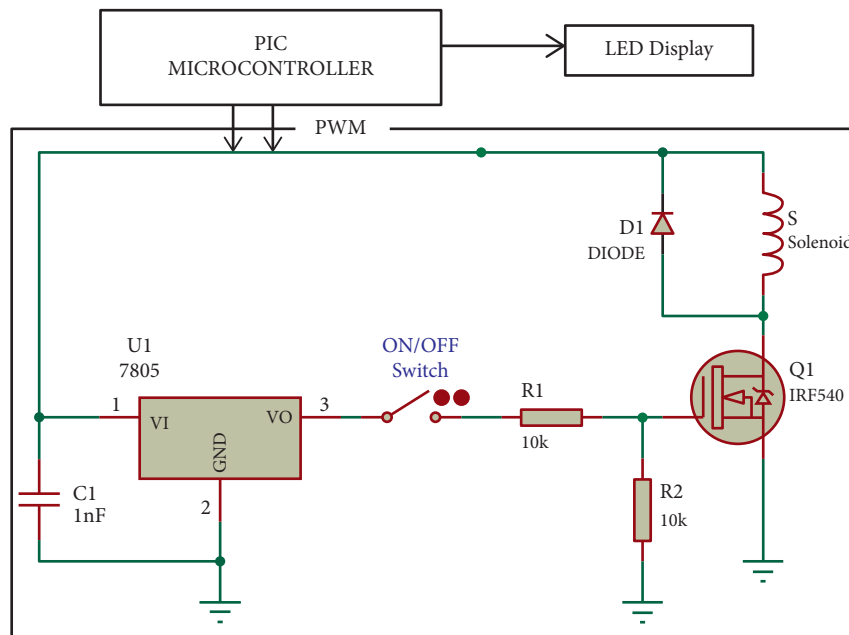 PIC
MICROCONTROLLER
LED Display
PWM
D1
DIODE
S
Solenoid
U1
7805
1
VI
VO
3
GND
2
ON/OFF
Switch
R1
10k
Q1
IRF540
C1
1nF
R2
10k